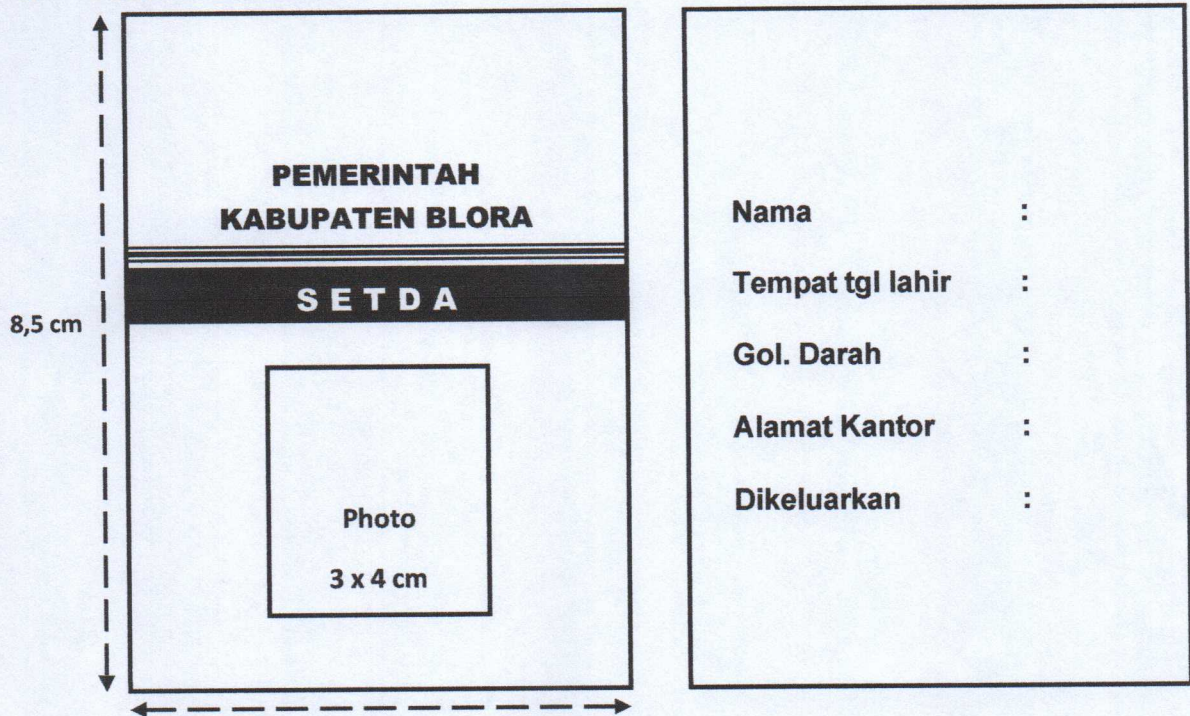 PEMERINTAH
KABUPATEN BLORA
SETDA
8,5 cm
Photo
3 x 4 cm
Nama :
Tempat tgl lahir :
Gol. Darah :
Alamat Kantor :
Dikeluarkan :